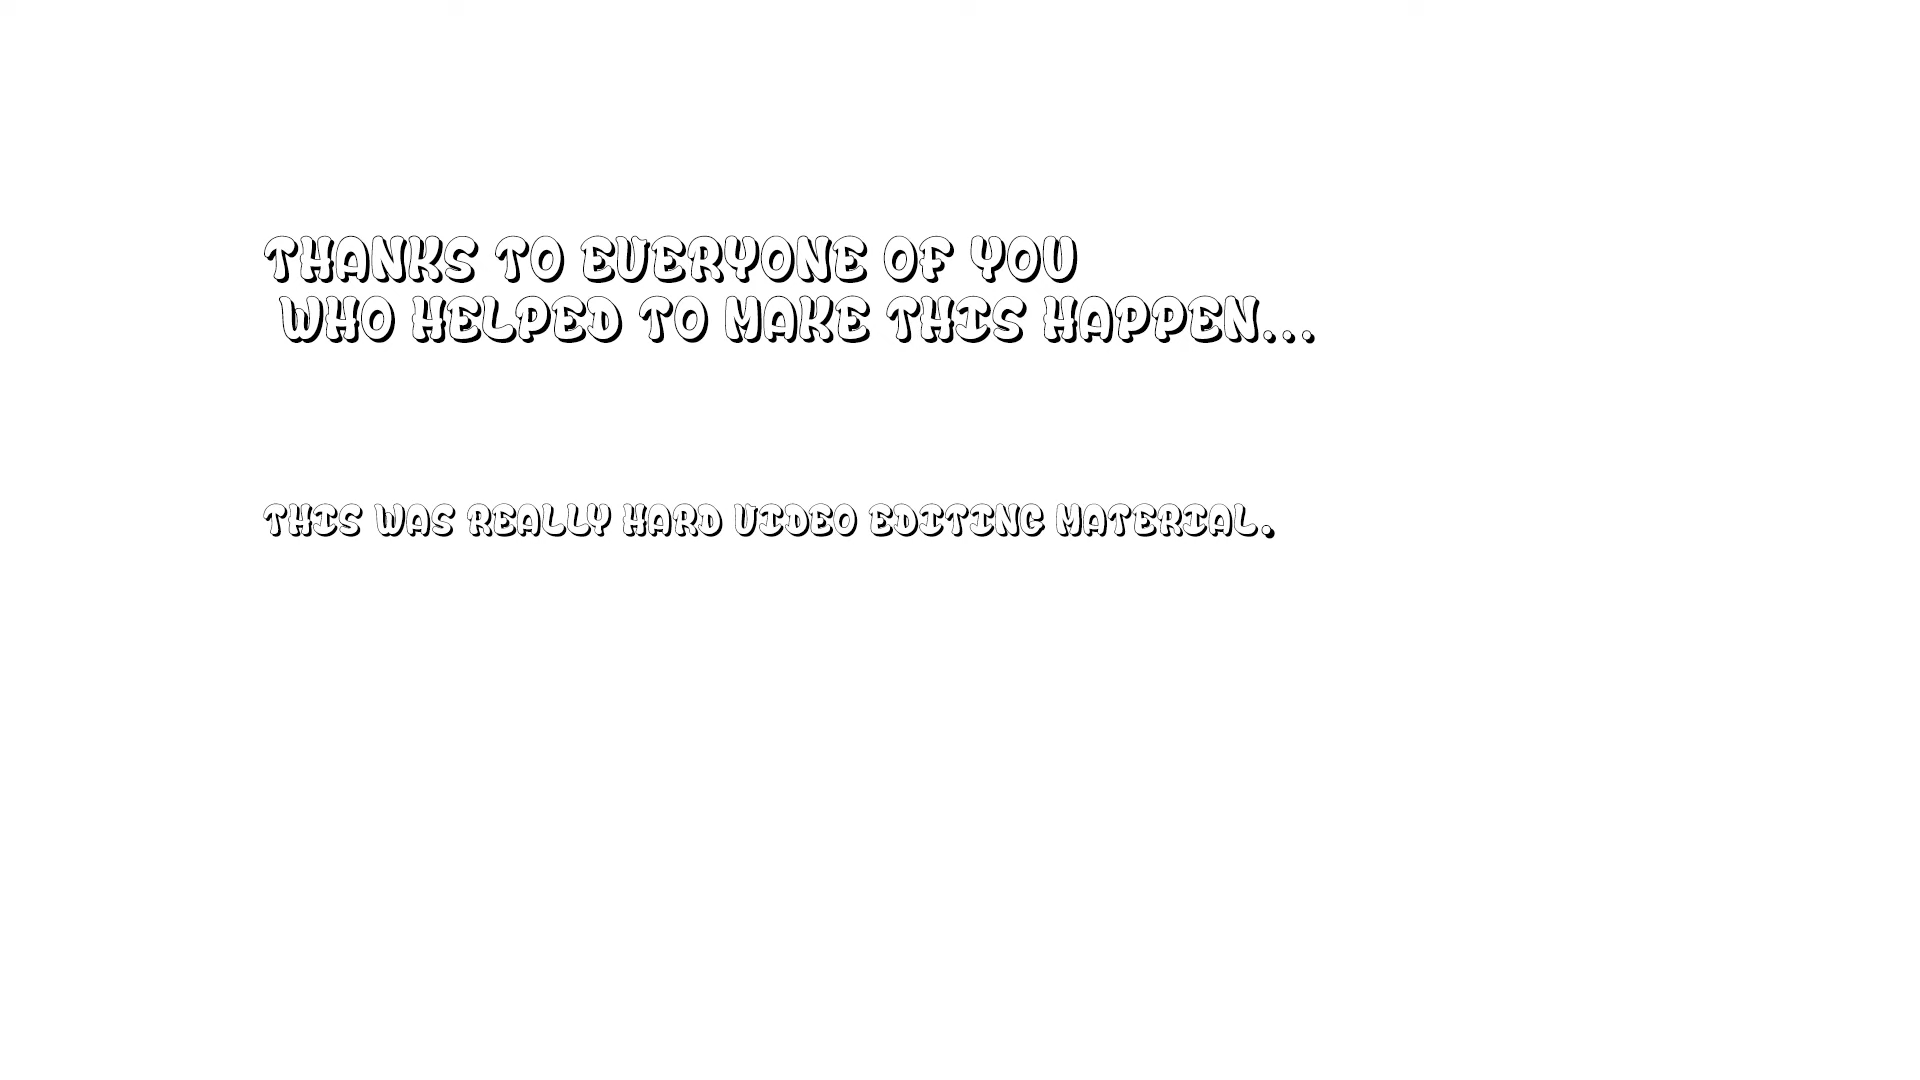 THANKS TO EVERYONE OF YOU
WHO HELPED TO MAKE THIS HAPPEN...
THIS WAS REALLY HARD VIDEO EDITING MATERIAL.